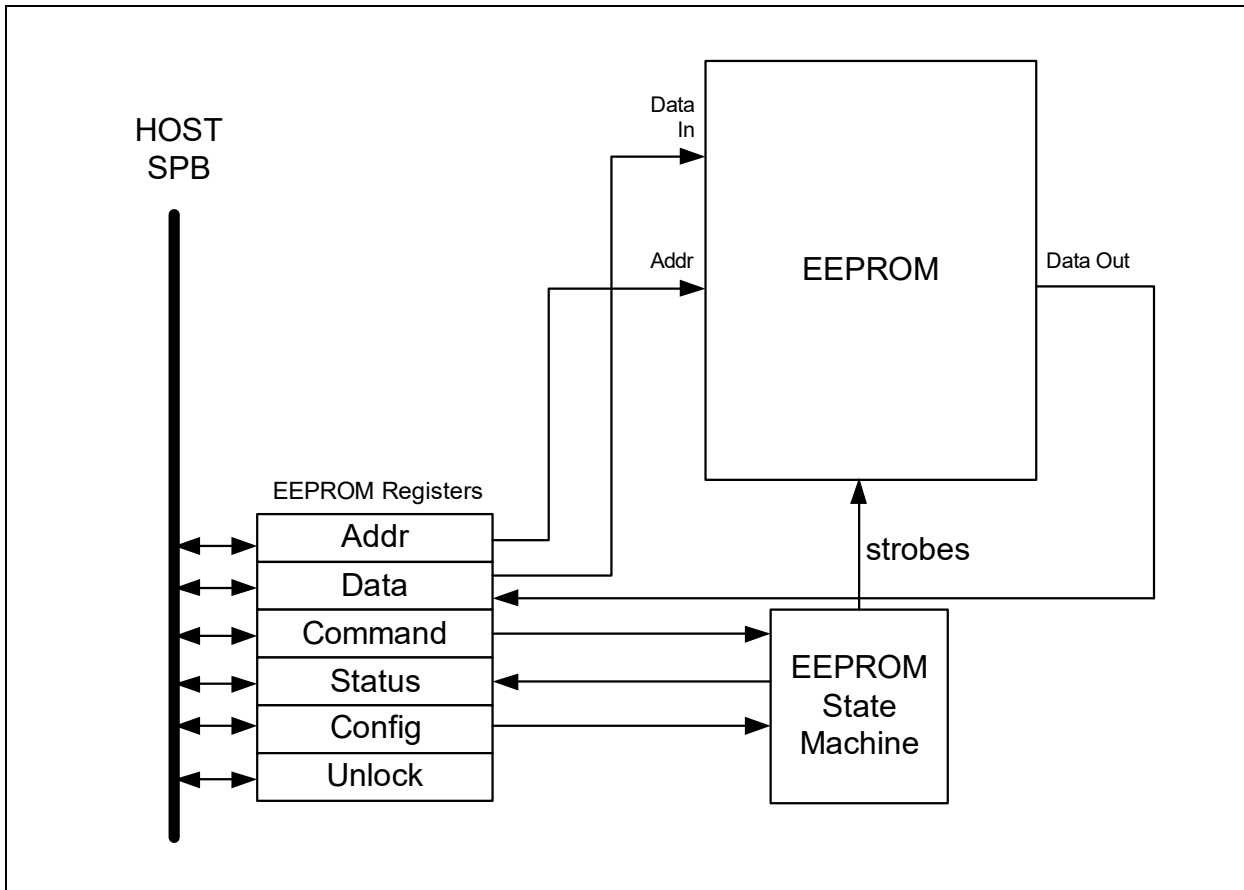 HOST
SPB
Data
In
Addr
EEPROM
Data Out
EEPROM Registers
Addr
Data
Command
Status
Config
Unlock
strobes
EEPROM
State
Machine